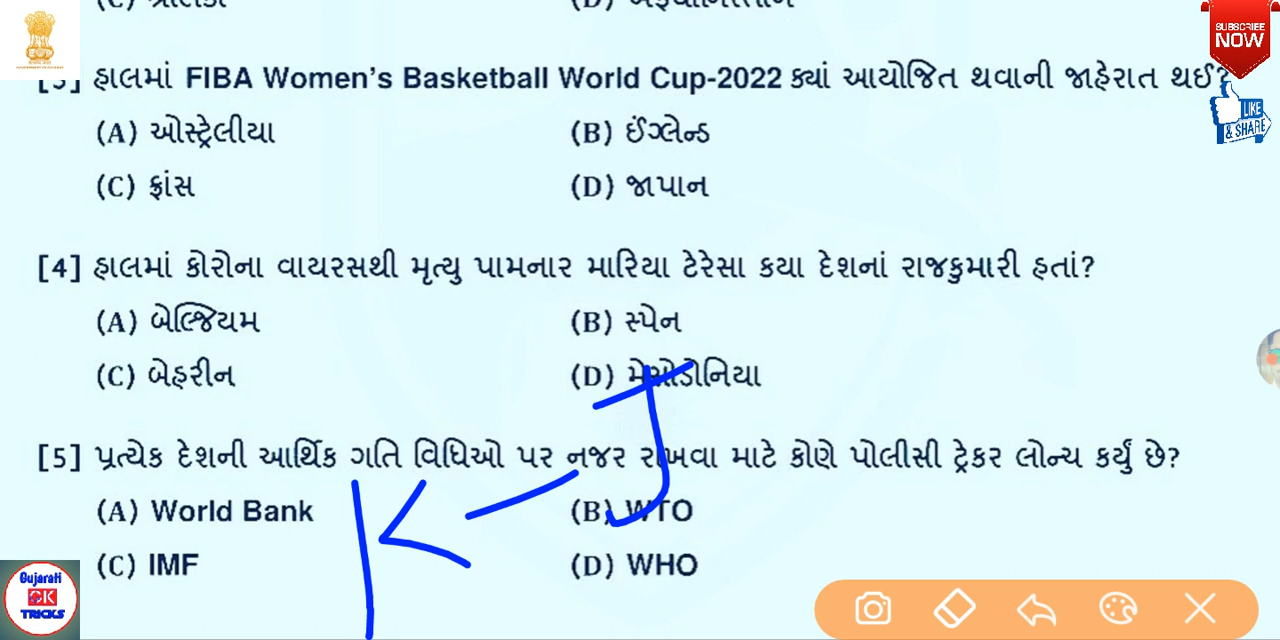 SUBSCRIBE
NOW
[3] હાલમાં FIBA Women's Basketball World Cup-2022 ક્યાં આયોજિત થવાની જાહેરાત થઈ?
LIKE
& SHARE
(A) ઓસ્ટ્રેલીયા (B) ઈંગ્લેન્ડ
(C) ફ્રાંસ (D) જાપાન
[4] હાલમાં કોરોના વાયરસથી મૃત્યુ પામનાર મારિયા ટેરેસા કયા દેશનાં રાજકુમારી હતાં?
(A) બેલ્જિયમ (B) સ્પેન
(C) બેહરીન (D) મેસોડોનિયા
[5] પ્રત્યેક દેશની આર્થિક ગતિ વિધિઓ પર નજર રાખવા માટે કોણે પોલીસી ટ્રેકર લોન્ચ કર્યું છે?
(A) World Bank (B) WTO
(C) IMF (D) WHO
K-J
Gujarati
GK
TRICKS